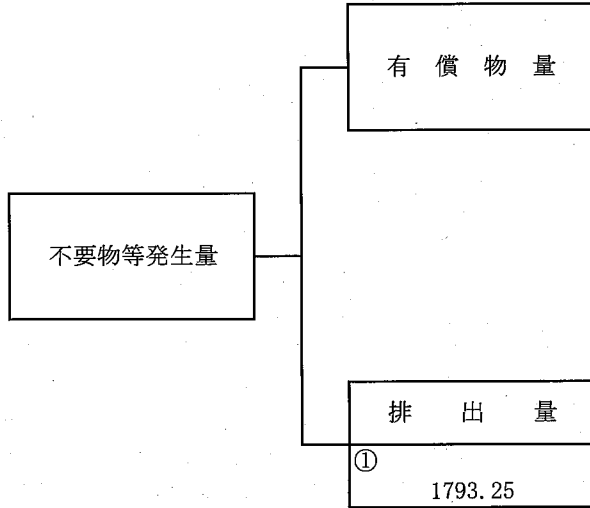 有償物量
不要物等発生量
排出量
①
1793.25